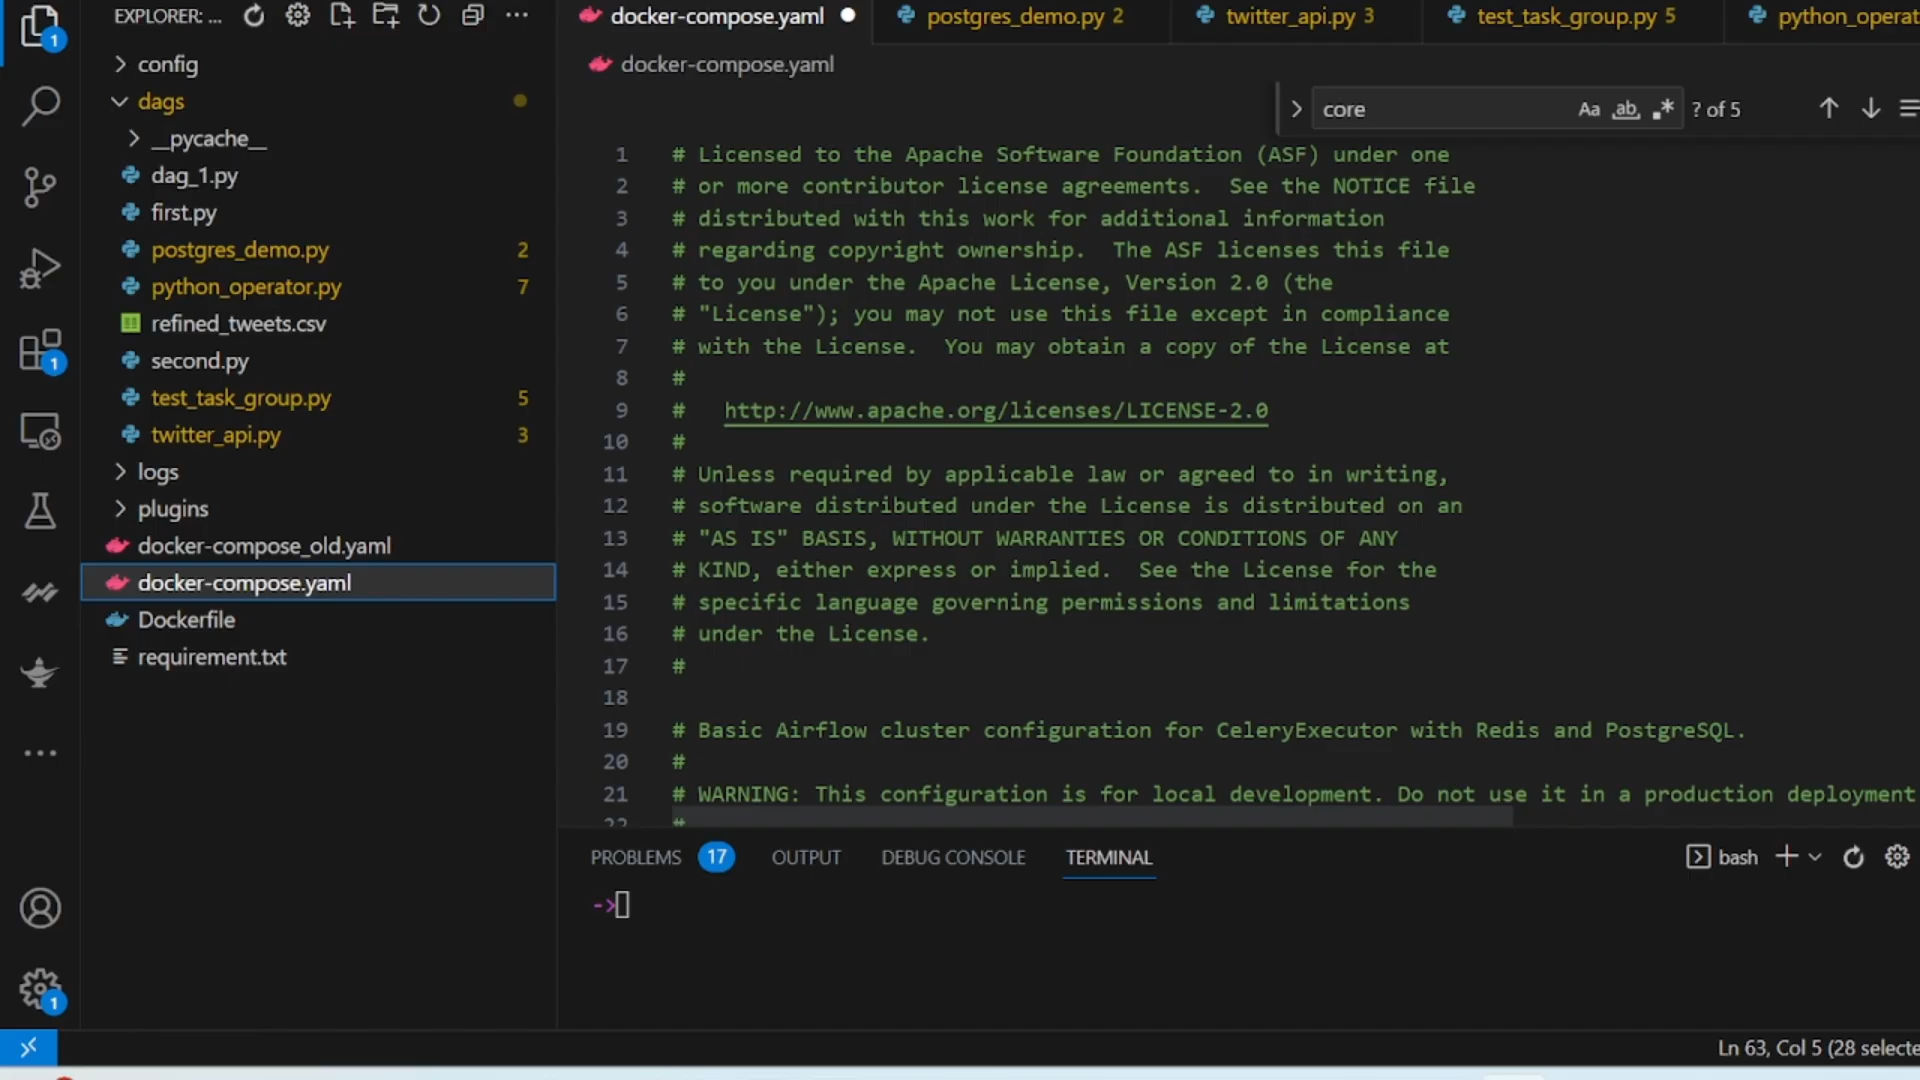 EXPLORER: ...
docker-compose.yaml
postgres_demo.py 2
twitter_api.py 3
test_task_group.py 5
config
dags
__pycache__
dag_1.py
first.py
postgres_demo.py 2
python_operator.py 7
refined_tweets.csv
second.py
test_task_group.py 5
twitter_api.py 3
logs
plugins
docker-compose_old.yaml
docker-compose.yaml
Dockerfile
requirement.txt
1
1
1
docker-compose.yaml
core Aa ab .* ? of 5
1 # Licensed to the Apache Software Foundation (ASF) under one
2 # or more contributor license agreements.  See the NOTICE file
3 # distributed with this work for additional information
4 # regarding copyright ownership.  The ASF licenses this file
5 # to you under the Apache License, Version 2.0 (the
6 # "License"); you may not use this file except in compliance
7 # with the License.  You may obtain a copy of the License at
8 #
9 #   http://www.apache.org/licenses/LICENSE-2.0
10 #
11 # Unless required by applicable law or agreed to in writing,
12 # software distributed under the License is distributed on an
13 # "AS IS" BASIS, WITHOUT WARRANTIES OR CONDITIONS OF ANY
14 # KIND, either express or implied.  See the License for the
15 # specific language governing permissions and limitations
16 # under the License.
17 #
18
19 # Basic Airflow cluster configuration for CeleryExecutor with Redis and PostgreSQL.
20 #
21 # WARNING: This configuration is for local development. Do not use it in a production deployment
22 #
PROBLEMS 17 OUTPUT DEBUG CONSOLE TERMINAL
bash
->
Ln 63, Col 5 (28